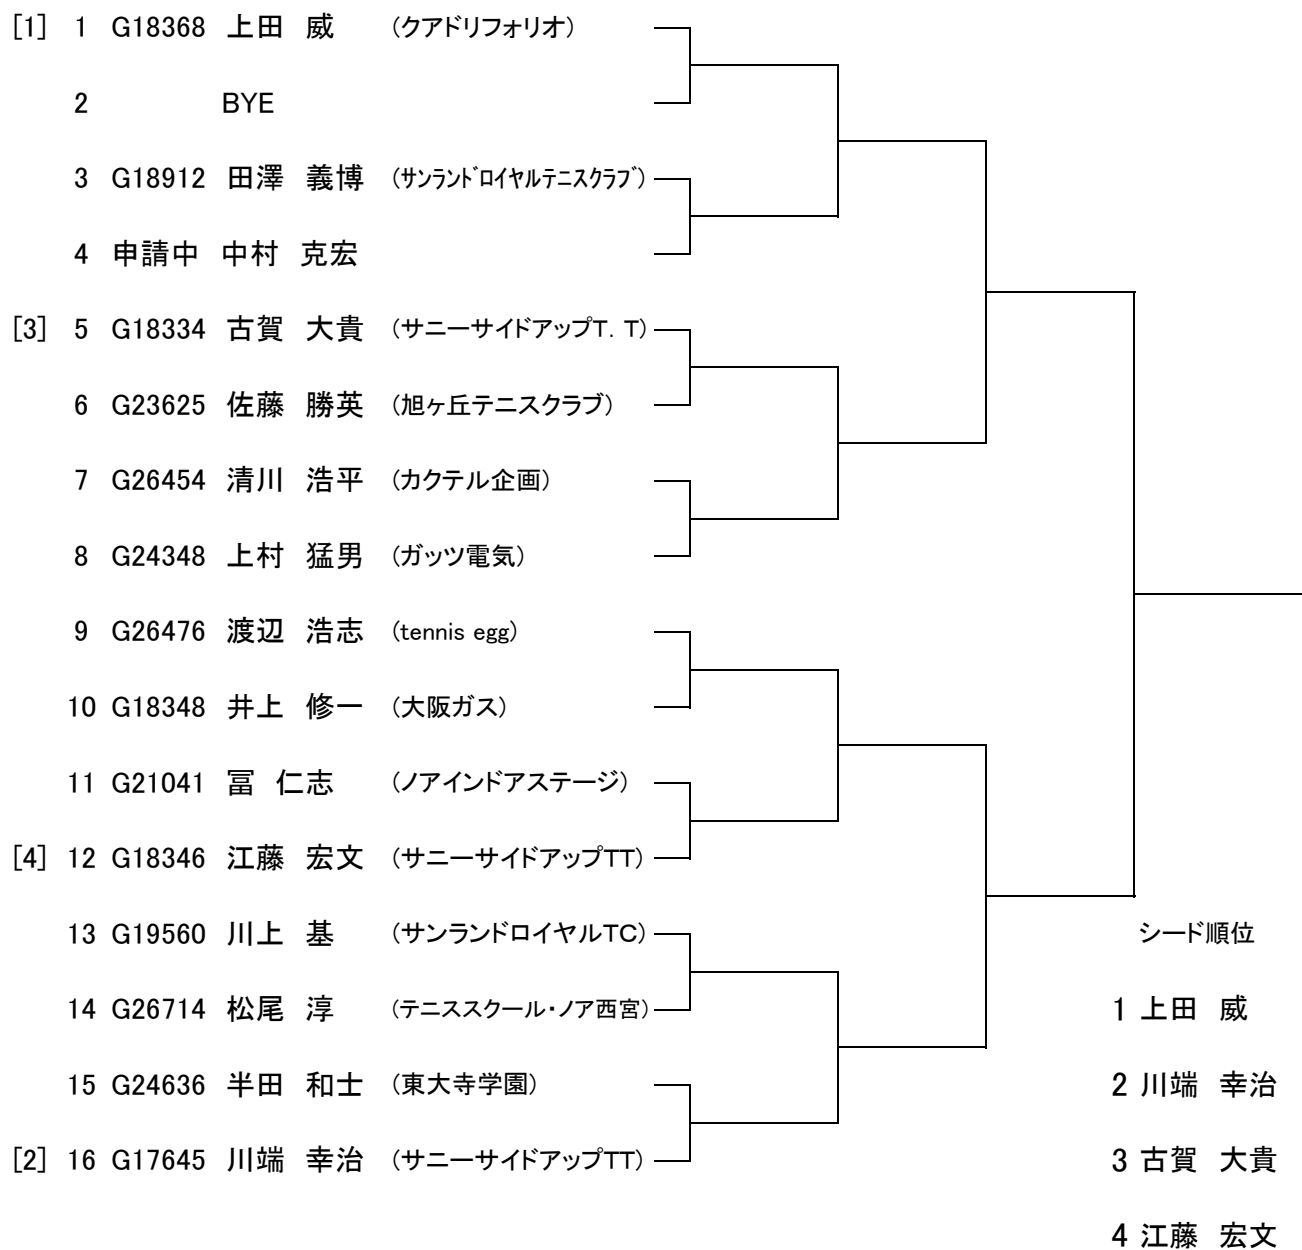 [1] 1 G18368 上田　威 (クアドリフォリオ)
2 BYE
3 G18912 田澤　義博 (ｻﾝﾗﾝﾄﾞﾛｲﾔﾙﾃﾆｽｸﾗﾌﾞ)
4 申請中 中村　克宏
[3] 5 G18334 古賀　大貴 (サニーサイドアップT．T)
6 G23625 佐藤　勝英 (旭ヶ丘テニスクラブ)
7 G26454 清川　浩平 (カクテル企画)
8 G24348 上村　猛男 (ガッツ電気)
9 G26476 渡辺　浩志 (tennis egg)
10 G18348 井上　修一 (大阪ガス)
11 G21041 冨　仁志 (ノアインドアステージ)
[4] 12 G18346 江藤　宏文 (サニーサイドアップTT)
13 G19560 川上　基 (サンランドロイヤルTC)
シード順位
14 G26714 松尾　淳 (テニススクール・ノア西宮)
1 上田　威
15 G24636 半田　和士 (東大寺学園)
2 川端　幸治
[2] 16 G17645 川端　幸治 (サニーサイドアップTT)
3 古賀　大貴
4 江藤　宏文